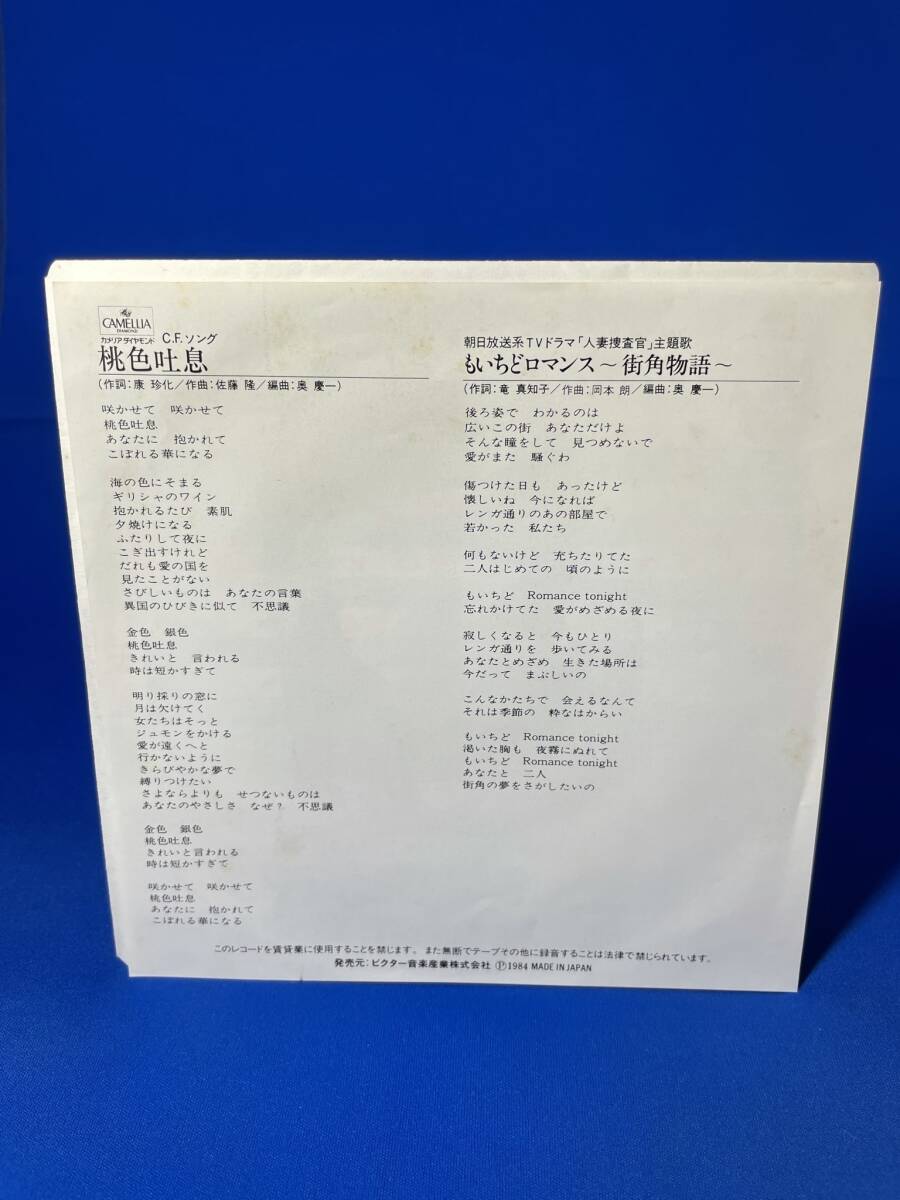 CAMELLIA
DIAMOND
カメリアダイヤモンド C.F.ソング
桃色吐息
(作詞:康 珍化/作曲:佐藤 隆/編曲:奥 慶一)
咲かせて 咲かせて
桃色吐息
あなたに 抱かれて
こぼれる華になる
海の色にそまる
ギリシャのワイン
抱かれるたび 素肌
夕焼けになる
ふたりして夜に
こぎ出すけれど
だれも愛の国を
見たことがない
さびしいものは あなたの言葉
異国のひびきに似て 不思議
金色 銀色
桃色吐息
きれいと 言われる
時は短かすぎて
明り採りの窓に
月は欠けてく
女たちはそっと
ジュモンをかける
愛が遠くへと
行かないように
きらびやかな夢で
縛りつけたい
さよならよりも せつないものは
あなたのやさしさ なぜ? 不思議
金色 銀色
桃色吐息
きれいと言われる
時は短かすぎて
咲かせて 咲かせて
桃色吐息
あなたに 抱かれて
こぼれる華になる
朝日放送系TVドラマ「人妻捜査官」主題歌
もいちどロマンス〜街角物語〜
(作詞:竜 真知子/作曲:岡本 朗/編曲:奥 慶一)
後ろ姿で わかるのは
広いこの街 あなただけよ
そんな瞳をして 見つめないで
愛がまた 騒ぐわ
傷つけた日も あったけど
懐しいね 今になれば
レンガ通りのあの部屋で
若かった 私たち
何もないけど 充ちたりてた
二人はじめての 頃のように
もいちど Romance tonight
忘れかけてた 愛がめざめる夜に
寂しくなると 今もひとり
レンガ通りを 歩いてみる
あなたとめざめ 生きた場所は
今だって まぶしいの
こんなかたちで 会えるなんて
それは季節の 粋なはからい
もいちど Romance tonight
渇いた胸も 夜霧にぬれて
もいちど Romance tonight
あなたと 二人
街角の夢をさがしたいの
このレコードを賃貸業に使用することを禁じます。また無断でテープその他に録音することは法律で禁じられています。
発売元:ビクター音楽産業株式会社 Ⓟ1984 MADE IN JAPAN